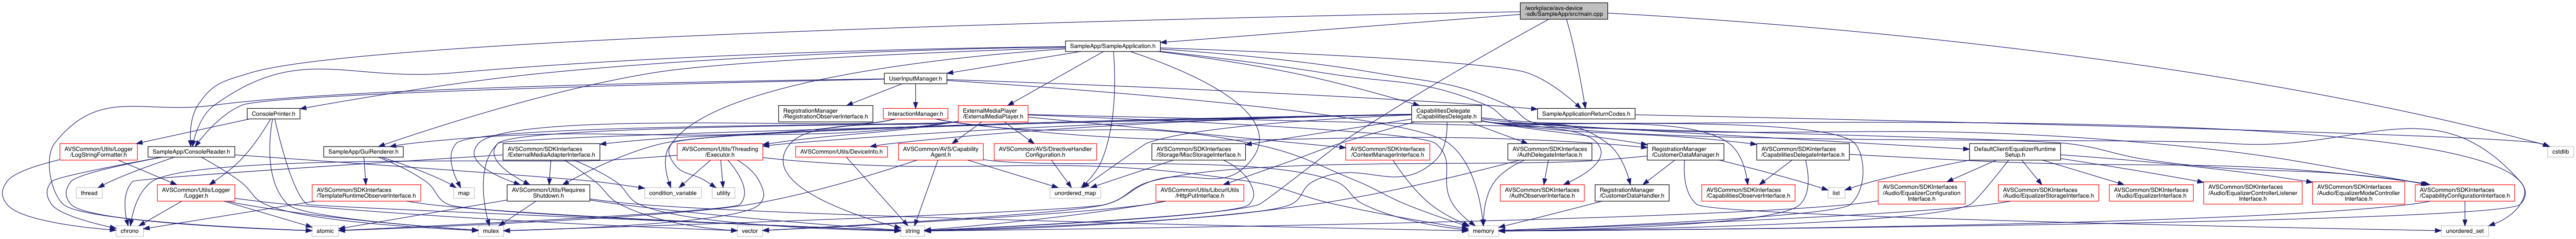 /workplace/avs-device
-sdk/SampleApp/src/main.cpp
SampleApp/SampleApplication.h
UserInputManager.h
ConsolePrinter.h
RegistrationManager
/RegistrationObserverInterface.h
InteractionManager.h
ExternalMediaPlayer
/ExternalMediaPlayer.h
CapabilitiesDelegate
/CapabilitiesDelegate.h
SampleApplicationReturnCodes.h
AVSCommon/Utils/Logger
/LogStringFormatter.h
SampleApp/ConsoleReader.h
SampleApp/GuiRenderer.h
AVSCommon/SDKInterfaces
/ExternalMediaAdapterInterface.h
AVSCommon/Utils/Threading
/Executor.h
AVSCommon/Utils/DeviceInfo.h
AVSCommon/AVS/Capability
Agent.h
AVSCommon/AVS/DirectiveHandler
Configuration.h
AVSCommon/SDKInterfaces
/Storage/MiscStorageInterface.h
AVSCommon/SDKInterfaces
/ContextManagerInterface.h
AVSCommon/SDKInterfaces
/AuthDelegateInterface.h
RegistrationManager
/CustomerDataManager.h
AVSCommon/SDKInterfaces
/CapabilitiesDelegateInterface.h
DefaultClient/EqualizerRuntime
Setup.h
cstdlib
thread
AVSCommon/Utils/Logger
/Logger.h
AVSCommon/SDKInterfaces
/TemplateRuntimeObserverInterface.h
map
AVSCommon/Utils/Requires
Shutdown.h
condition_variable
utility
unordered_map
AVSCommon/Utils/LibcurlUtils
/HttpPutInterface.h
AVSCommon/SDKInterfaces
/AuthObserverInterface.h
RegistrationManager
/CustomerDataHandler.h
AVSCommon/SDKInterfaces
/CapabilitiesObserverInterface.h
list
AVSCommon/SDKInterfaces
/Audio/EqualizerConfiguration
Interface.h
AVSCommon/SDKInterfaces
/Audio/EqualizerStorageInterface.h
AVSCommon/SDKInterfaces
/Audio/EqualizerInterface.h
AVSCommon/SDKInterfaces
/Audio/EqualizerControllerListener
Interface.h
AVSCommon/SDKInterfaces
/Audio/EqualizerModeController
Interface.h
AVSCommon/SDKInterfaces
/CapabilityConfigurationInterface.h
chrono
atomic
mutex
vector
string
memory
unordered_set